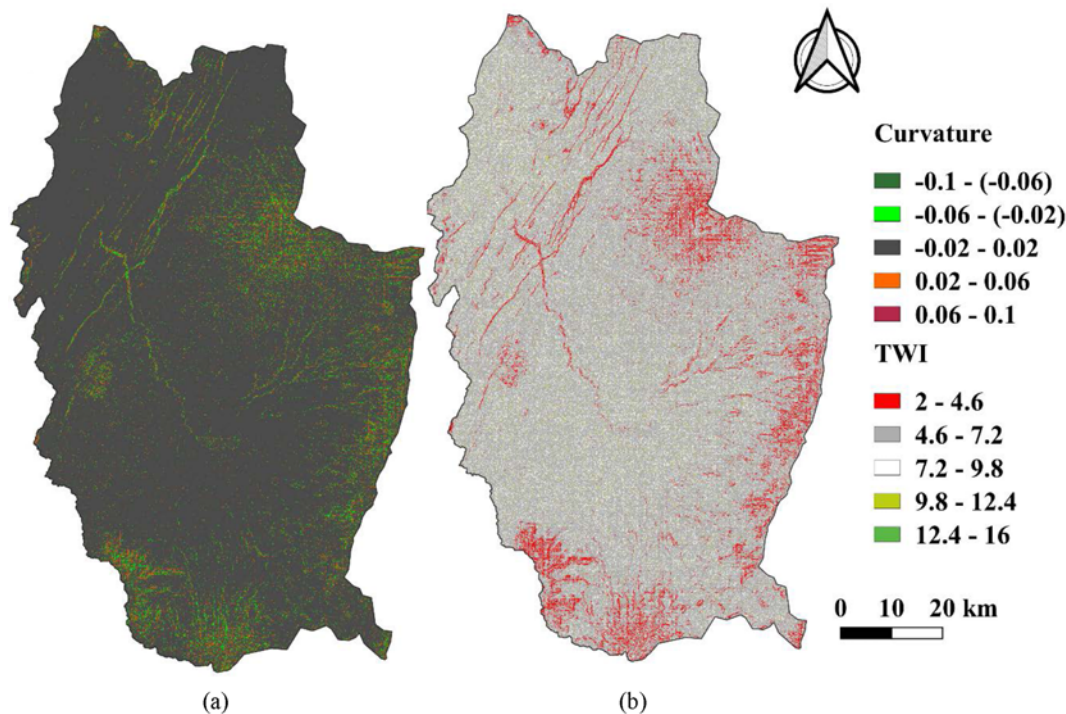 Curvature
-0.1 - (-0.06)
-0.06 - (-0.02)
-0.02 - 0.02
0.02 - 0.06
0.06 - 0.1
TWI
2 - 4.6
4.6 - 7.2
7.2 - 9.8
9.8 - 12.4
12.4 - 16
0 10 20 km
(a) (b)